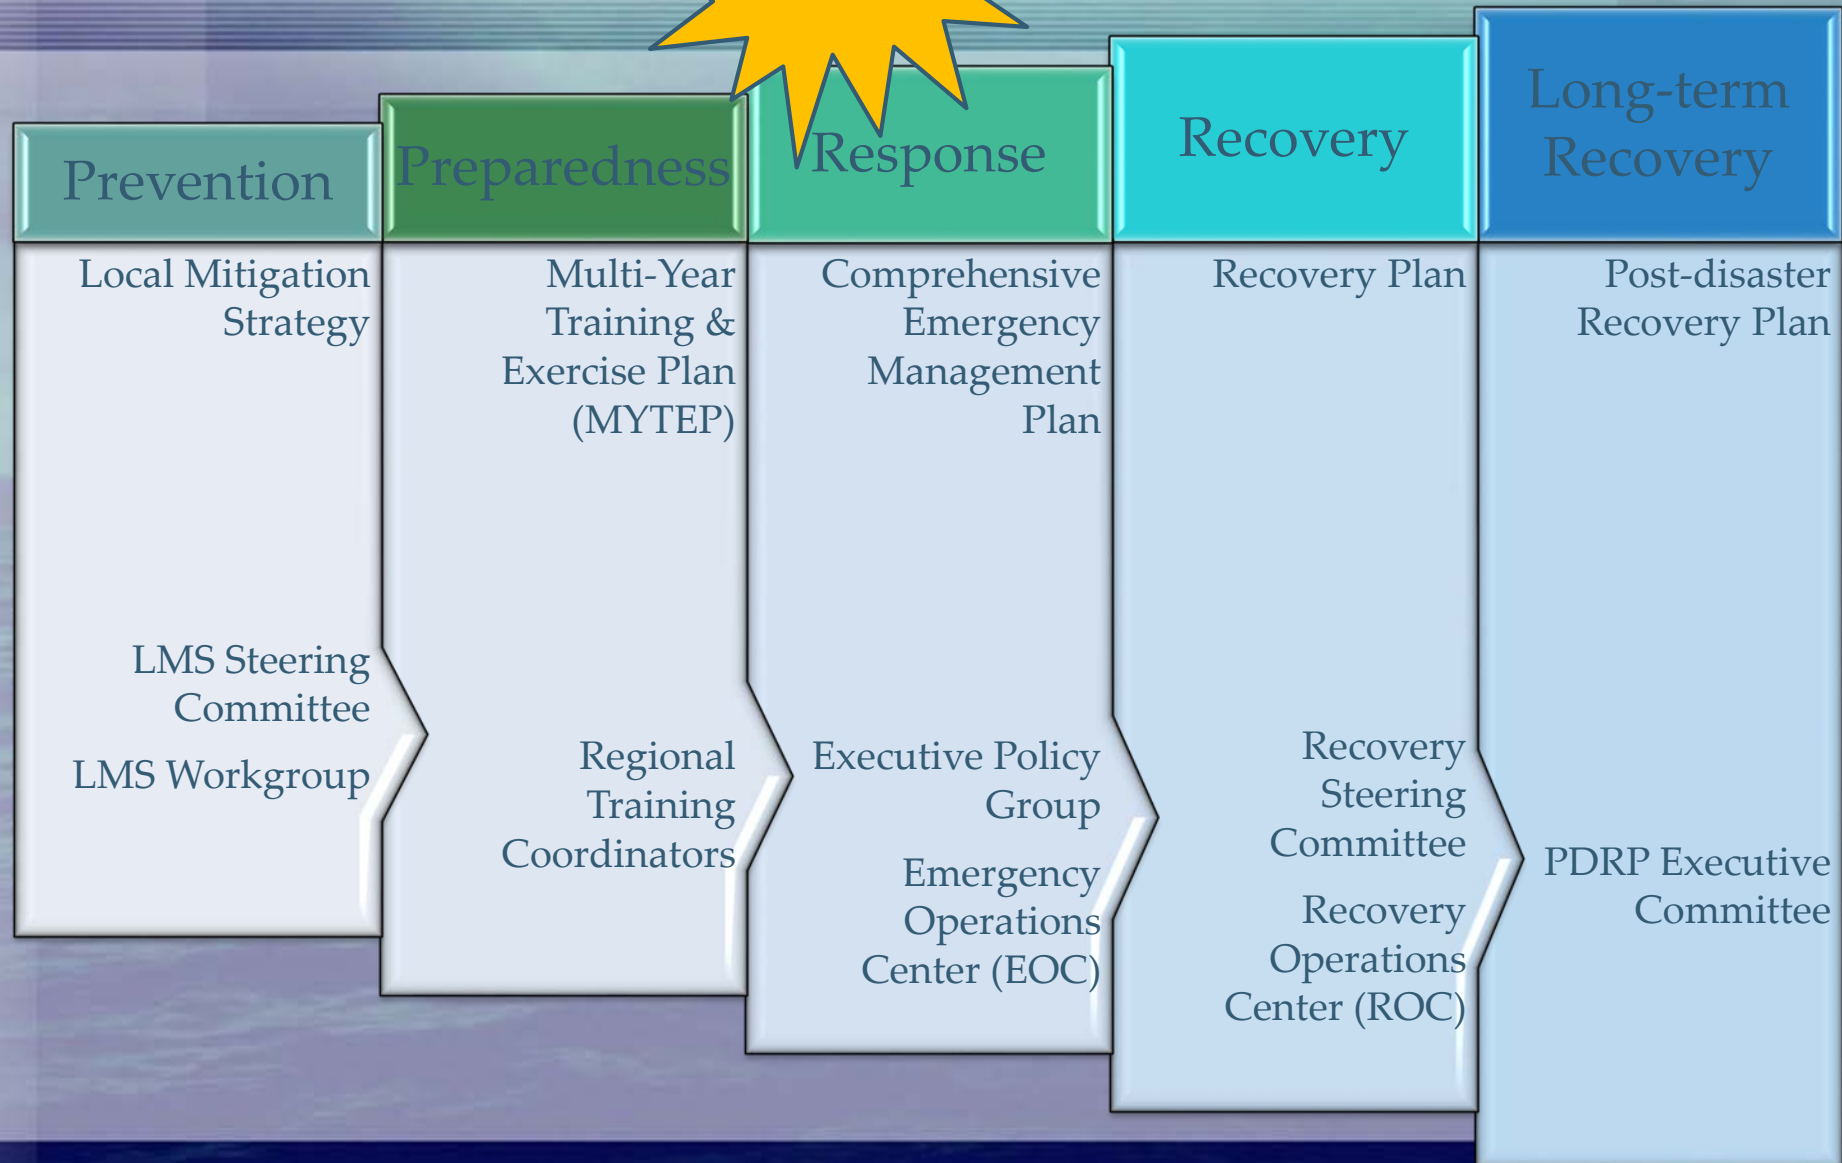 Prevention
Local Mitigation
Strategy
LMS Steering
Committee
LMS Workgroup
Preparedness
Multi-Year
Training &
Exercise Plan
(MYTEP)
Regional
Training
Coordinators
Response
Comprehensive
Emergency
Management
Plan
Executive Policy
Group
Emergency
Operations
Center (EOC)
Recovery
Recovery Plan
Recovery
Steering
Committee
Recovery
Operations
Center (ROC)
Long-term
Recovery
Post-disaster
Recovery Plan
PDRP Executive
Committee